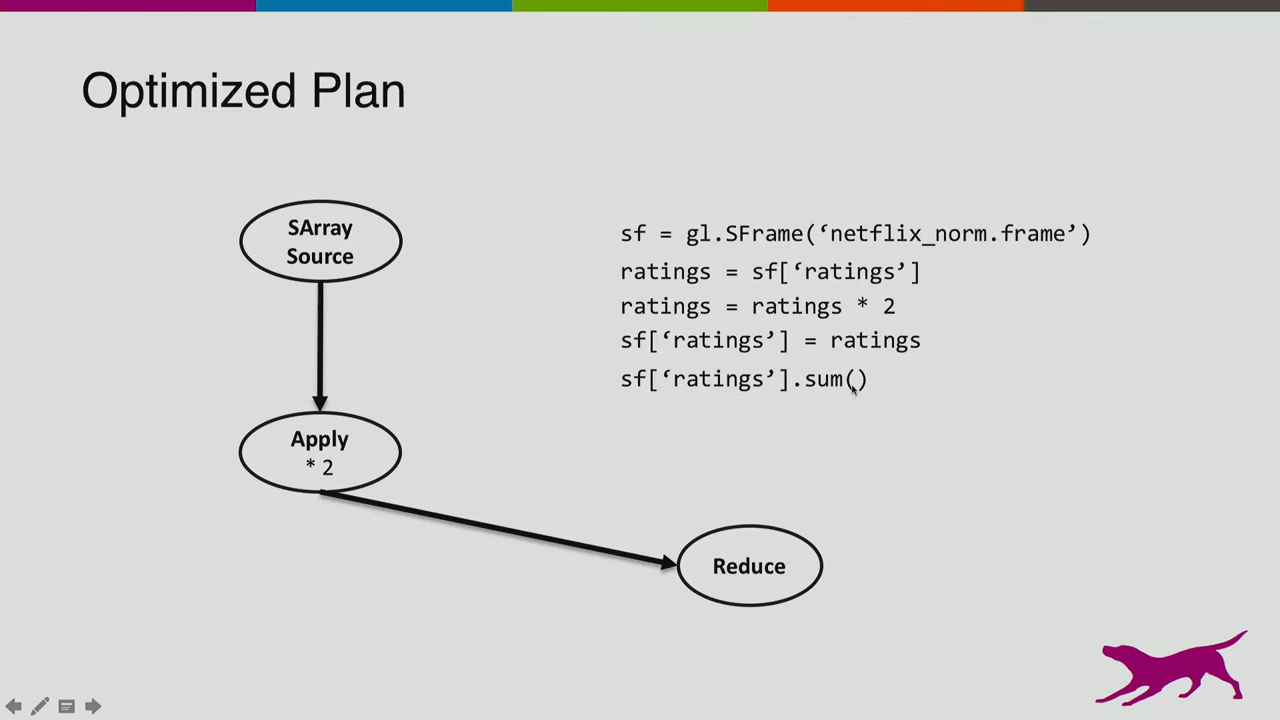 Optimized Plan
SArray
Source
sf = gl.SFrame(‘netflix_norm.frame’)
ratings = sf[‘ratings’]
ratings = ratings * 2
sf[‘ratings’] = ratings
sf[‘ratings’].sum()
Apply
* 2
Reduce